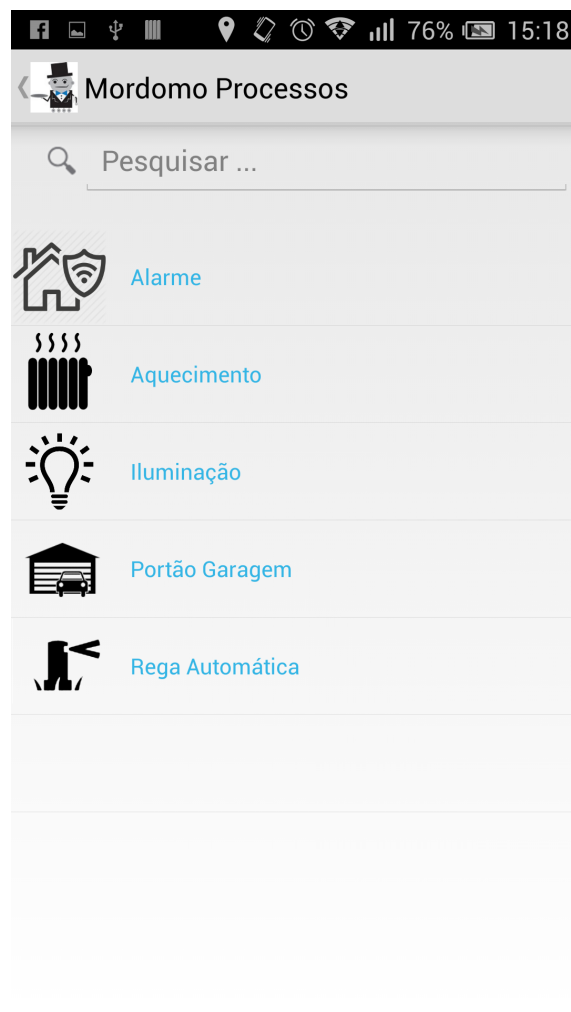 76% 15:18
Mordomo Processos
Pesquisar ...
Alarme
Aquecimento
Iluminação
Portão Garagem
Rega Automática